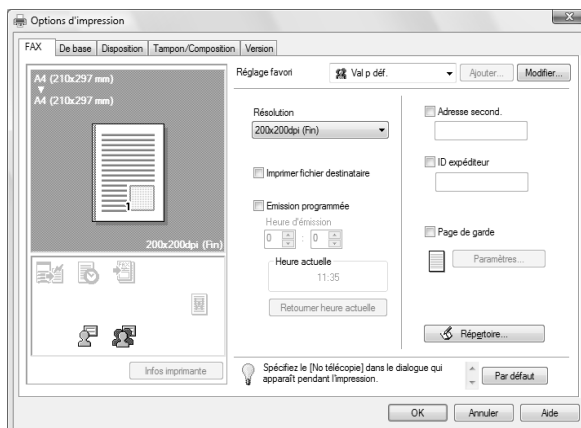 Options d'impression
FAX De base Disposition Tampon/Composition Version
A4 (210x297 mm)
A4 (210x297 mm)
1
200x200dpi (Fin)
Infos imprimante
Réglage favori Val p déf. Ajouter... Modifier...
Résolution
200x200dpi (Fin)
Imprimer fichier destinataire
Emission programmée
Heure d'émission
0 : 0
Heure actuelle
11:35
Retourner heure actuelle
Adresse second.
ID expéditeur
Page de garde
Paramètres...
Répertoire...
Spécifiez le [No télécopie] dans le dialogue qui
apparaît pendant l'impression.
Par défaut
OK Annuler Aide